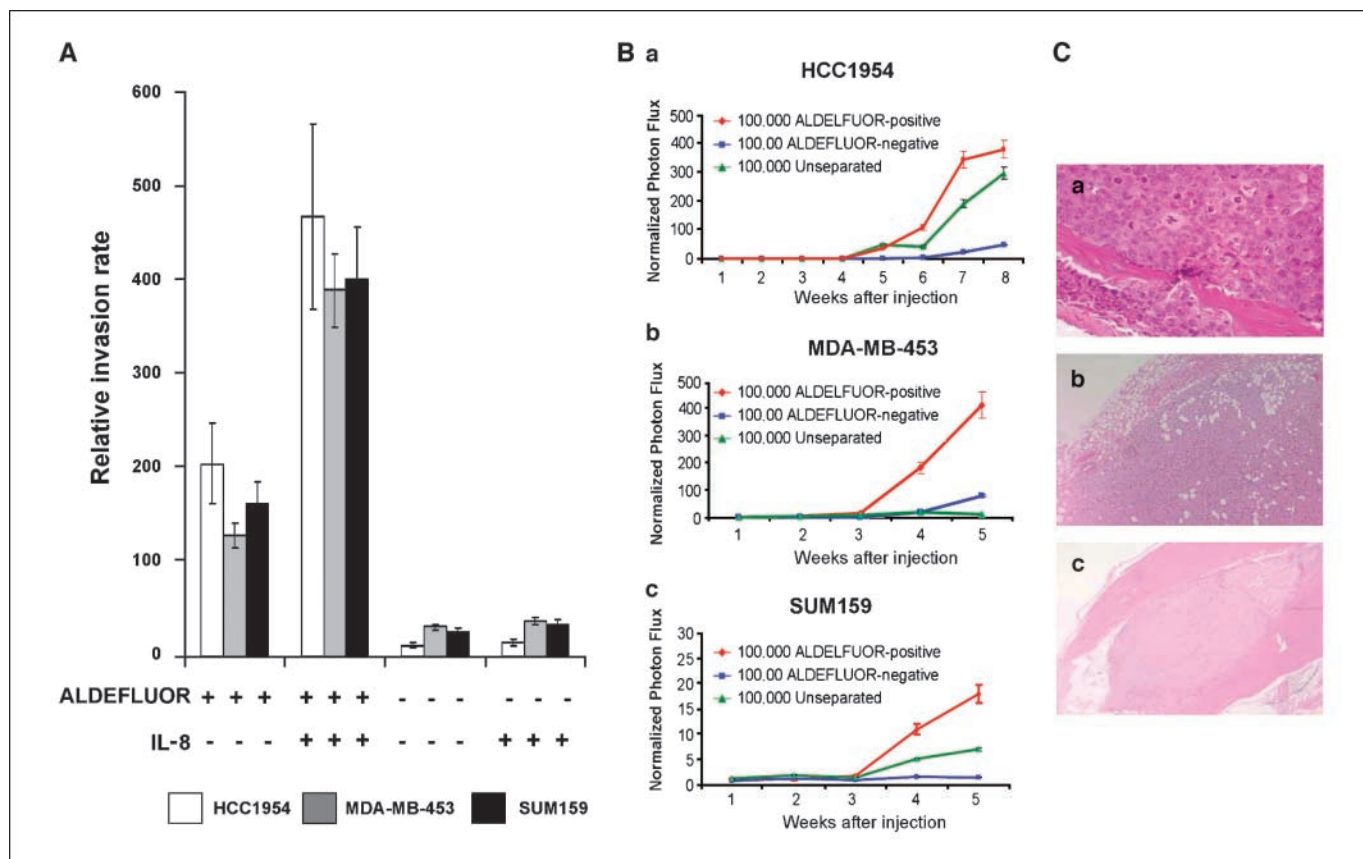 A
600
500
400
300
200
100
0
Relative invasion rate
ALDEFLUOR + + + + + + - - - - - -
IL-8 - - - + + + - - - + + +
HCC1954 MDA-MB-453 SUM159
B a
HCC1954
500
400
300
200
100
0
Normalized Photon Flux
100.000 ALDELFUOR-positive
100.00 ALDEFLUOR-negative
100.000 Unseparated
1 2 3 4 5 6 7 8
Weeks after injection
b
MDA-MB-453
500
400
300
200
100
0
Normalized Photon Flux
100.000 ALDELFUOR-positive
100.00 ALDEFLUOR-negative
100.000 Unseparated
1 2 3 4 5
Weeks after injection
c
SUM159
30
25
20
15
10
5
0
Normalized Photon Flux
100.000 ALDELFUOR-positive
100.00 ALDEFLUOR-negative
100.000 Unseparated
1 2 3 4 5
Weeks after injection
C
a
b
c